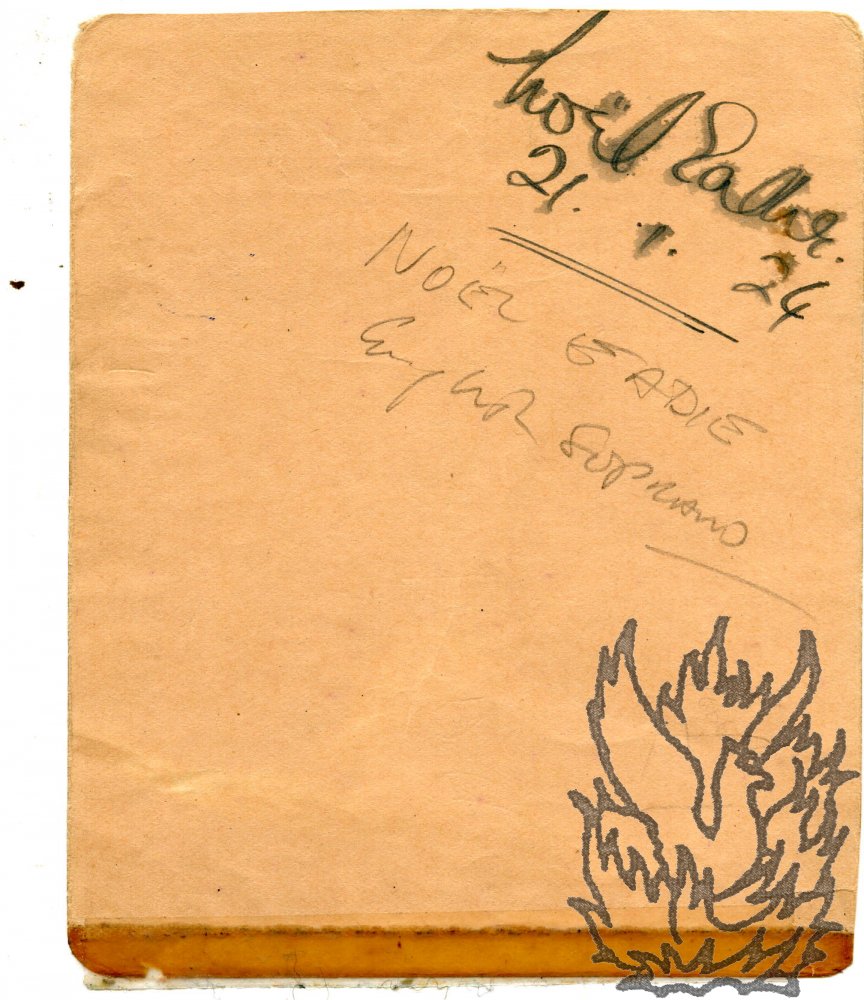 Noël Eadie.
21. 1. 24
NOËL EADIE
English SOPRANO